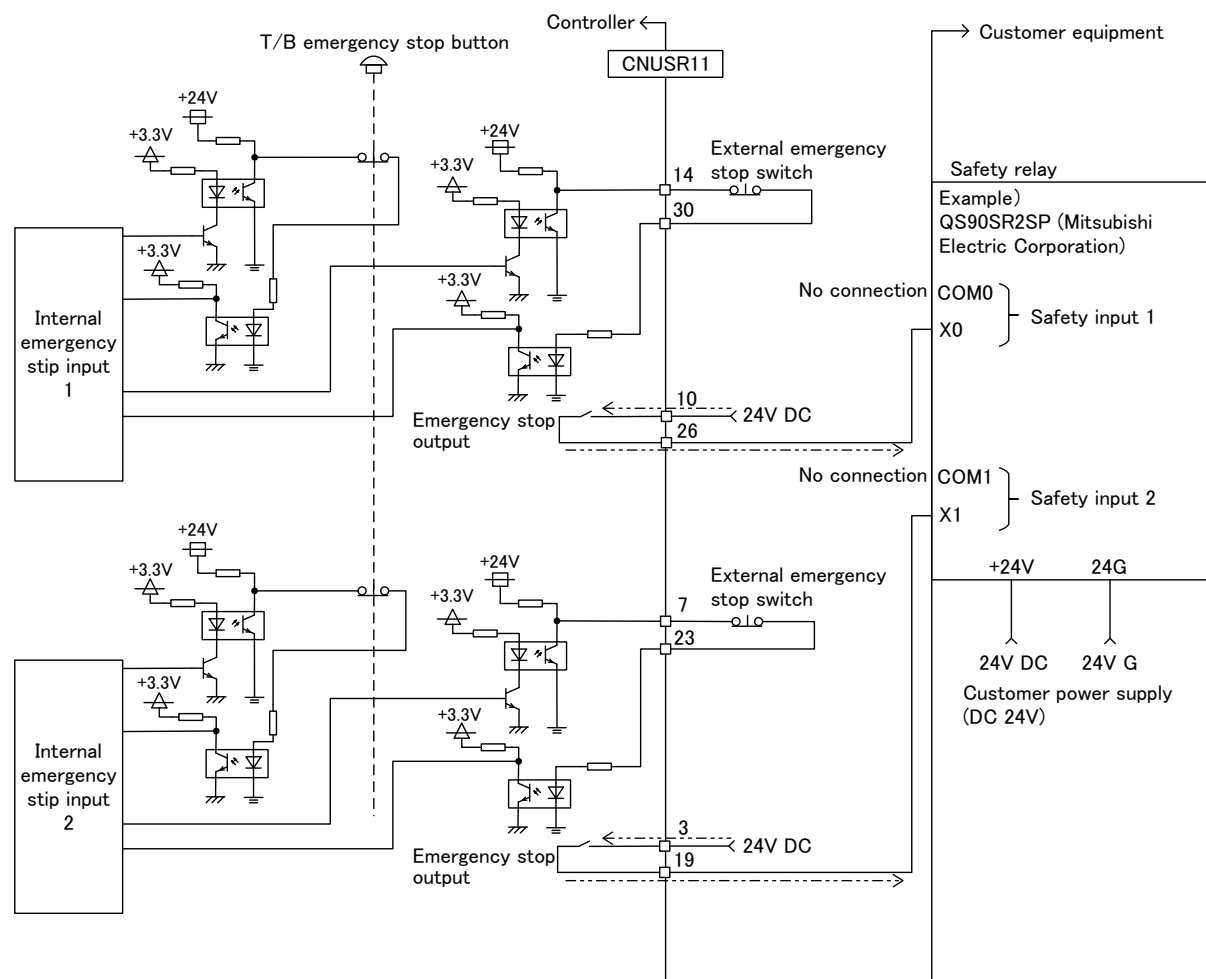 Controller
Customer equipment
T/B emergency stop button
CNUSR11
+24V
+3.3V
+24V
+3.3V
External emergency
stop switch
14
30
Safety relay
Example)
QS90SR2SP (Mitsubishi
Electric Corporation)
+3.3V
+3.3V
Internal
emergency
stip input
1
No connection
COM0
X0
Safety input 1
Emergency stop
output
10
24V DC
26
No connection
COM1
X1
Safety input 2
+24V
+3.3V
+24V
+3.3V
External emergency
stop switch
7
23
+24V
24G
24V DC
24V G
Customer power supply
(DC 24V)
+3.3V
+3.3V
Internal
emergency
stip input
2
Emergency stop
output
3
24V DC
19